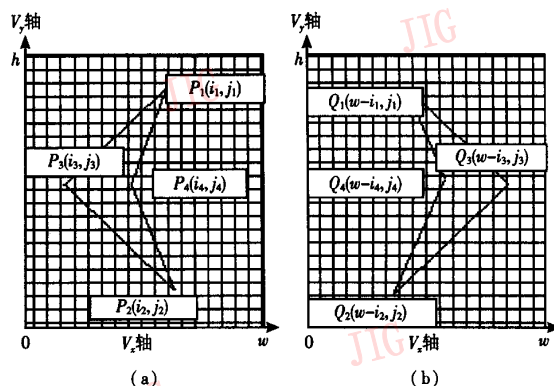 V_y轴
h
P_1(i_1, j_1)
P_3(i_3, j_3)
P_4(i_4, j_4)
P_2(i_2, j_2)
0
V_x轴
w
(a)
V_y轴
h
Q_1(w-i_1, j_1)
Q_3(w-i_3, j_3)
Q_4(w-i_4, j_4)
Q_2(w-i_2, j_2)
0
V_x轴
w
(b)
JIG
JIG